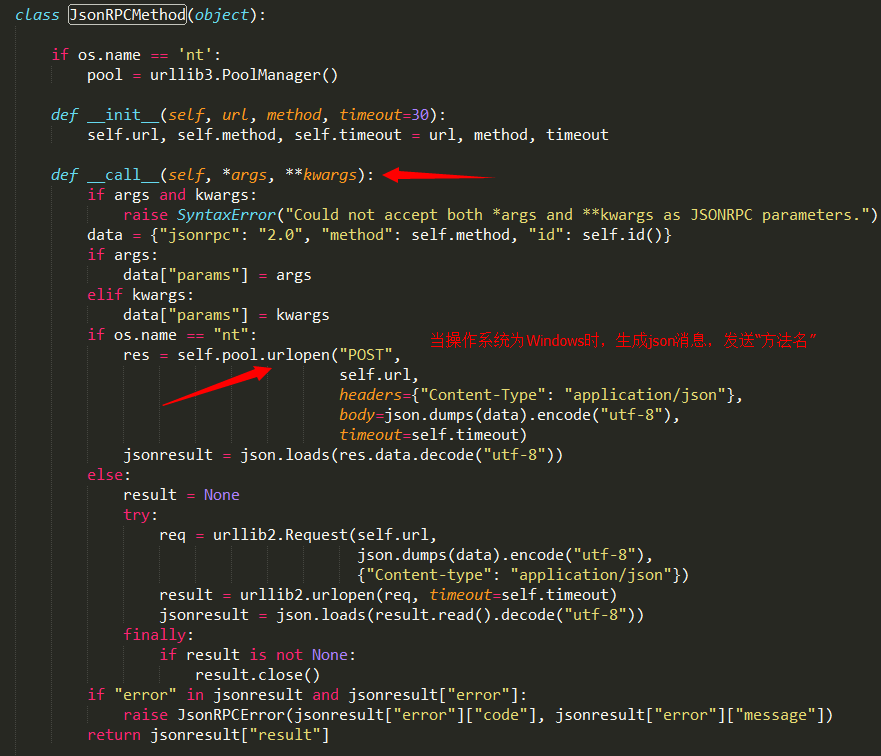 class JsonRPCMethod(object):
if os.name == 'nt':
pool = urllib3.PoolManager()
def __init__(self, url, method, timeout=30):
self.url, self.method, self.timeout = url, method, timeout
def __call__(self, *args, **kwargs):
if args and kwargs:
raise SyntaxError("Could not accept both *args and **kwargs as JSONRPC parameters.")
data = {"jsonrpc": "2.0", "method": self.method, "id": self.id()}
if args:
data["params"] = args
elif kwargs:
data["params"] = kwargs
if os.name == "nt":
当操作系统为Windows时，生成json消息，发送“方法名”
res = self.pool.urlopen("POST",
self.url,
headers={"Content-Type": "application/json"},
body=json.dumps(data).encode("utf-8"),
timeout=self.timeout)
jsonresult = json.loads(res.data.decode("utf-8"))
else:
result = None
try:
req = urllib2.Request(self.url,
json.dumps(data).encode("utf-8"),
{"Content-type": "application/json"})
result = urllib2.urlopen(req, timeout=self.timeout)
jsonresult = json.loads(result.read().decode("utf-8"))
finally:
if result is not None:
result.close()
if "error" in jsonresult and jsonresult["error"]:
raise JsonRPCError(jsonresult["error"]["code"], jsonresult["error"]["message"])
return jsonresult["result"]